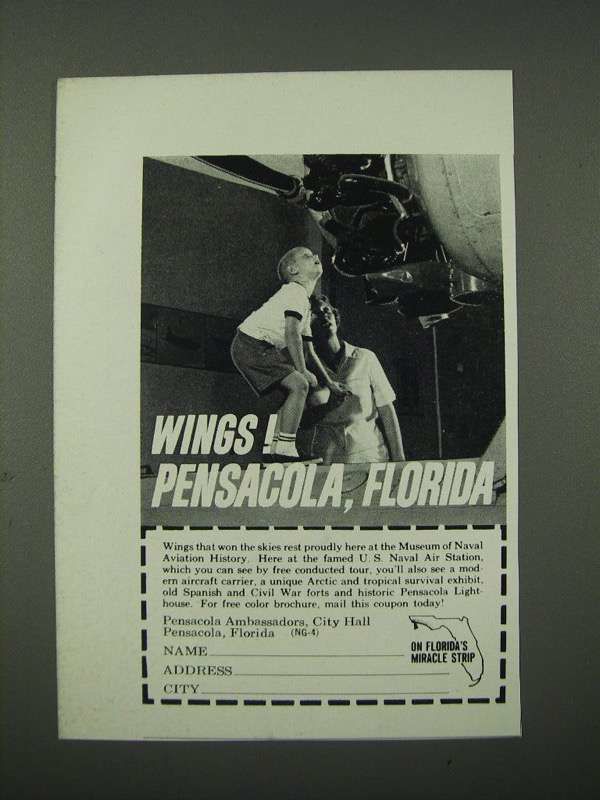 WINGS!
PENSACOLA, FLORIDA
Wings that won the skies rest proudly here at the Museum of Naval
Aviation History. Here at the famed U. S. Naval Air Station,
which you can see by free conducted tour, you'll also see a mod-
ern aircraft carrier, a unique Arctic and tropical survival exhibit,
old Spanish and Civil War forts and historic Pensacola Light-
house. For free color brochure, mail this coupon today!
Pensacola Ambassadors, City Hall
Pensacola, Florida (NG-4)
NAME
ADDRESS
CITY
ON FLORIDA'S
MIRACLE STRIP